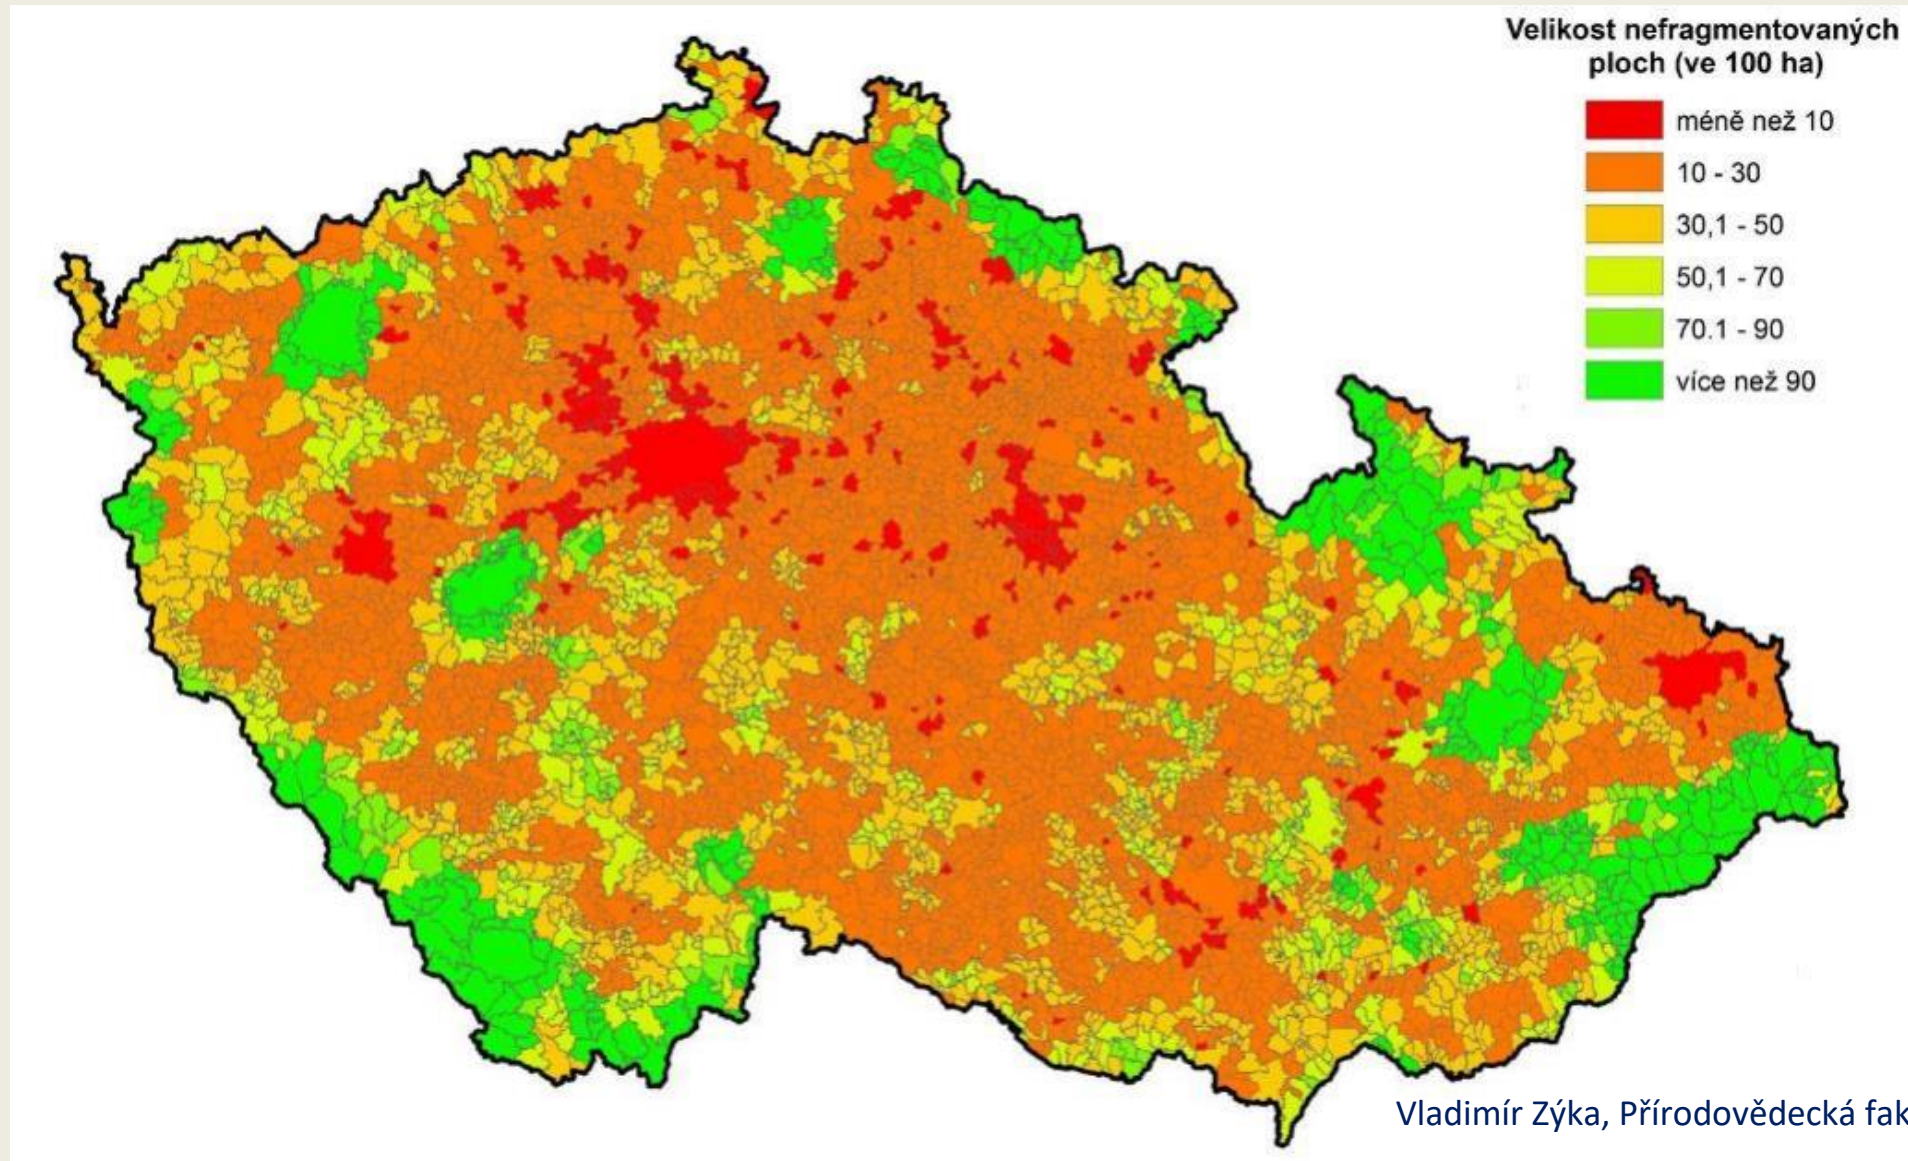 Velikost nefragmentovaných
ploch (ve 100 ha)
méně než 10
10 - 30
30,1 - 50
50,1 - 70
70.1 - 90
více než 90
Vladimír Zýka, Přírodovědecká fak